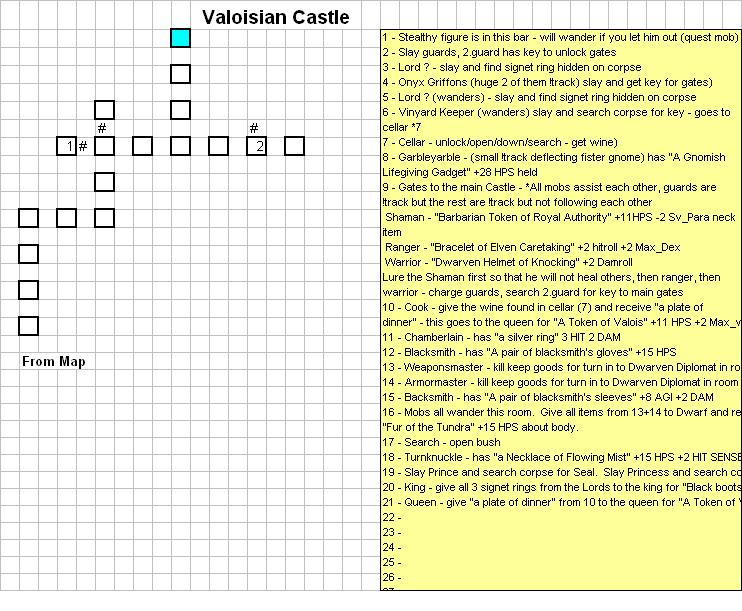 Valoisian Castle
1 - Stealthy figure is in this bar - will wander if you let him out (quest mob)
2 - Slay guards, 2.guard has key to unlock gates
3 - Lord ? - slay and find signet ring hidden on corpse
4 - Onyx Griffons (huge 2 of them !track) slay and get key for gates)
5 - Lord ? (wanders) - slay and find signet ring hidden on corpse
6 - Vinyard Keeper (wanders) slay and search corpse for key - goes to
cellar *7
7 - Cellar - unlock/open/down/search - get wine)
8 - Garbleyarble - (small !track deflecting fister gnome) has "A Gnomish
Lifegiving Gadget" +28 HPS held
9 - Gates to the main Castle - *All mobs assist each other, guards are
!track but the rest are !track but not following each other
Shaman - "Barbarian Token of Royal Authority" +11HPS -2 Sv_Para neck
item
Ranger - "Bracelet of Elven Caretaking" +2 hitroll +2 Max_Dex
Warrior - "Dwarven Helmet of Knocking" +2 Damroll
Lure the Shaman first so that he will not heal others, then ranger, then
warrior - charge guards, search 2.guard for key to main gates
10 - Cook - give the wine found in cellar (7) and receive "a plate of
dinner" - this goes to the queen for "A Token of Valois" +11 HPS +2 Max_v
11 - Chamberlain - has "a silver ring" 3 HIT 2 DAM
12 - Blacksmith - has "A pair of blacksmith's gloves" +15 HPS
13 - Weaponsmaster - kill keep goods for turn in to Dwarven Diplomat in ro
14 - Armormaster - kill keep goods for turn in to Dwarven Diplomat in room
15 - Backsmith - has "A pair of blacksmith's sleeves" +8 AGI +2 DAM
16 - Mobs all wander this room. Give all items from 13+14 to Dwarf and re
"Fur of the Tundra" +15 HPS about body.
17 - Search - open bush
18 - Turnknuckle - has "a Necklace of Flowing Mist" +15 HPS +2 HIT SENSE
19 - Slay Prince and search corpse for Seal. Slay Princess and search co
20 - King - give all 3 signet rings from the Lords to the king for "Black boots
21 - Queen - give "a plate of dinner" from 10 to the queen for "A Token of V
22 -
23 -
24 -
25 -
26 -
# #
1 # 2
From Map